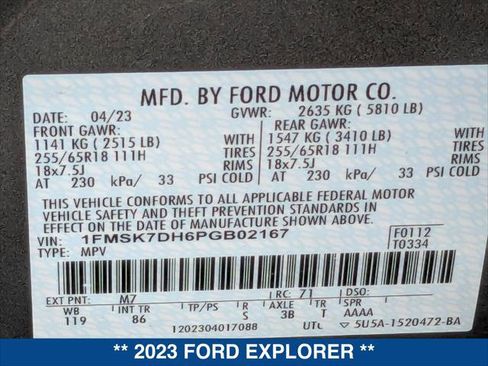 MFD. BY FORD MOTOR CO.
DATE: 04/23 GVWR: 2635 KG ( 5810 LB)
FRONT GAWR: REAR GAWR:
1141 KG ( 2515 LB) WITH 1547 KG ( 3410 LB) WITH
255/65R18 111H TIRES 255/65R18 111H TIRES
18x7.5J RIMS 18x7.5J RIMS
AT 230 kPa/ 33 PSI COLD AT 230 kPa/ 33 PSI COLD
THIS VEHICLE CONFORMS TO ALL APPLICABLE FEDERAL MOTOR
VEHICLE SAFETY AND THEFT PREVENTION STANDARDS IN EFFECT
ON THE DATE OF MANUFACTURE SHOWN ABOVE.
VIN: 1FMSK7DH6PGB02167 F0112
TYPE: MPV T0334
EXT PNT: M7 RC: 71 DSO:
WB INT TR TP/PS R AXLE TR SPR
119 86 S 3B T AAAA
1202304017088 UTC 5U5A-1520472-BA
** 2023 FORD EXPLORER **